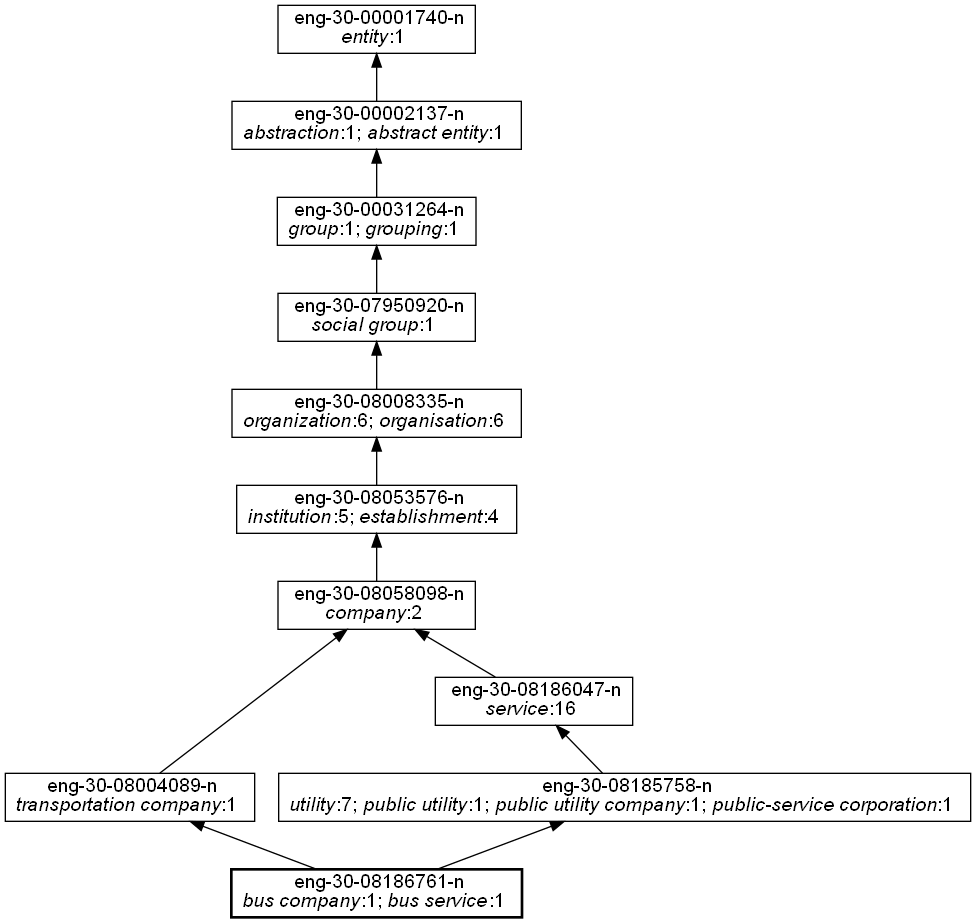 eng-30-00001740-n
entity:1
eng-30-00002137-n
abstraction:1; abstract entity:1
eng-30-00031264-n
group:1; grouping:1
eng-30-07950920-n
social group:1
eng-30-08008335-n
organization:6; organisation:6
eng-30-08053576-n
institution:5; establishment:4
eng-30-08058098-n
company:2
eng-30-08186047-n
service:16
eng-30-08004089-n
transportation company:1
eng-30-08185758-n
utility:7; public utility:1; public utility company:1; public-service corporation:1
eng-30-08186761-n
bus company:1; bus service:1